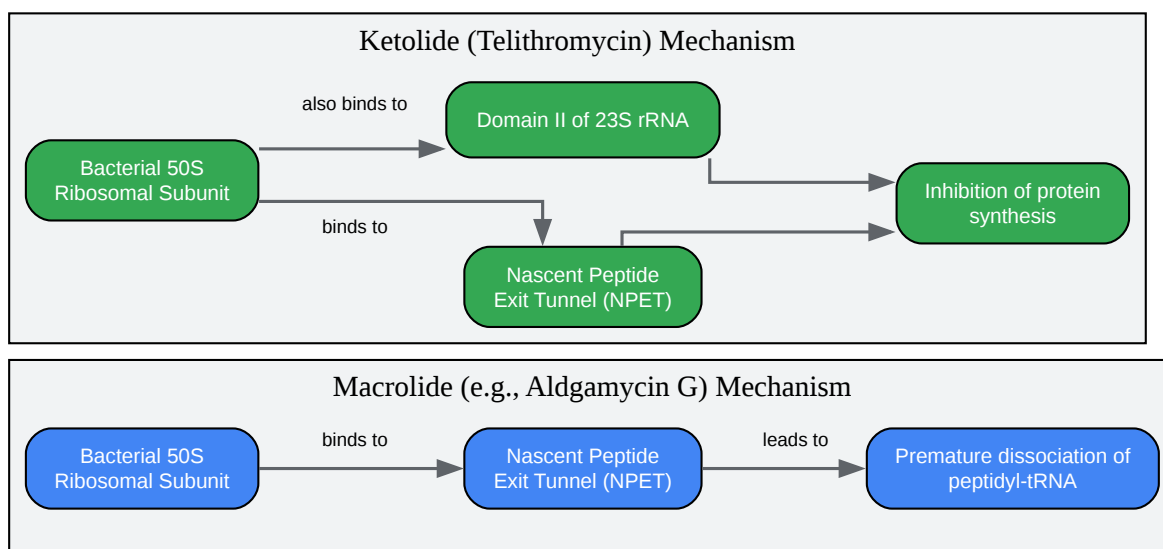 Ketolide (Telithromycin) Mechanism
also binds to
Domain II of 23S rRNA
Bacterial 50S
Ribosomal Subunit
Inhibition of protein
synthesis
binds to
Nascent Peptide
Exit Tunnel (NPET)
Macrolide (e.g., Aldgamycin G) Mechanism
Bacterial 50S
Ribosomal Subunit
binds to
Nascent Peptide
Exit Tunnel (NPET)
leads to
Premature dissociation of
peptidyl-tRNA